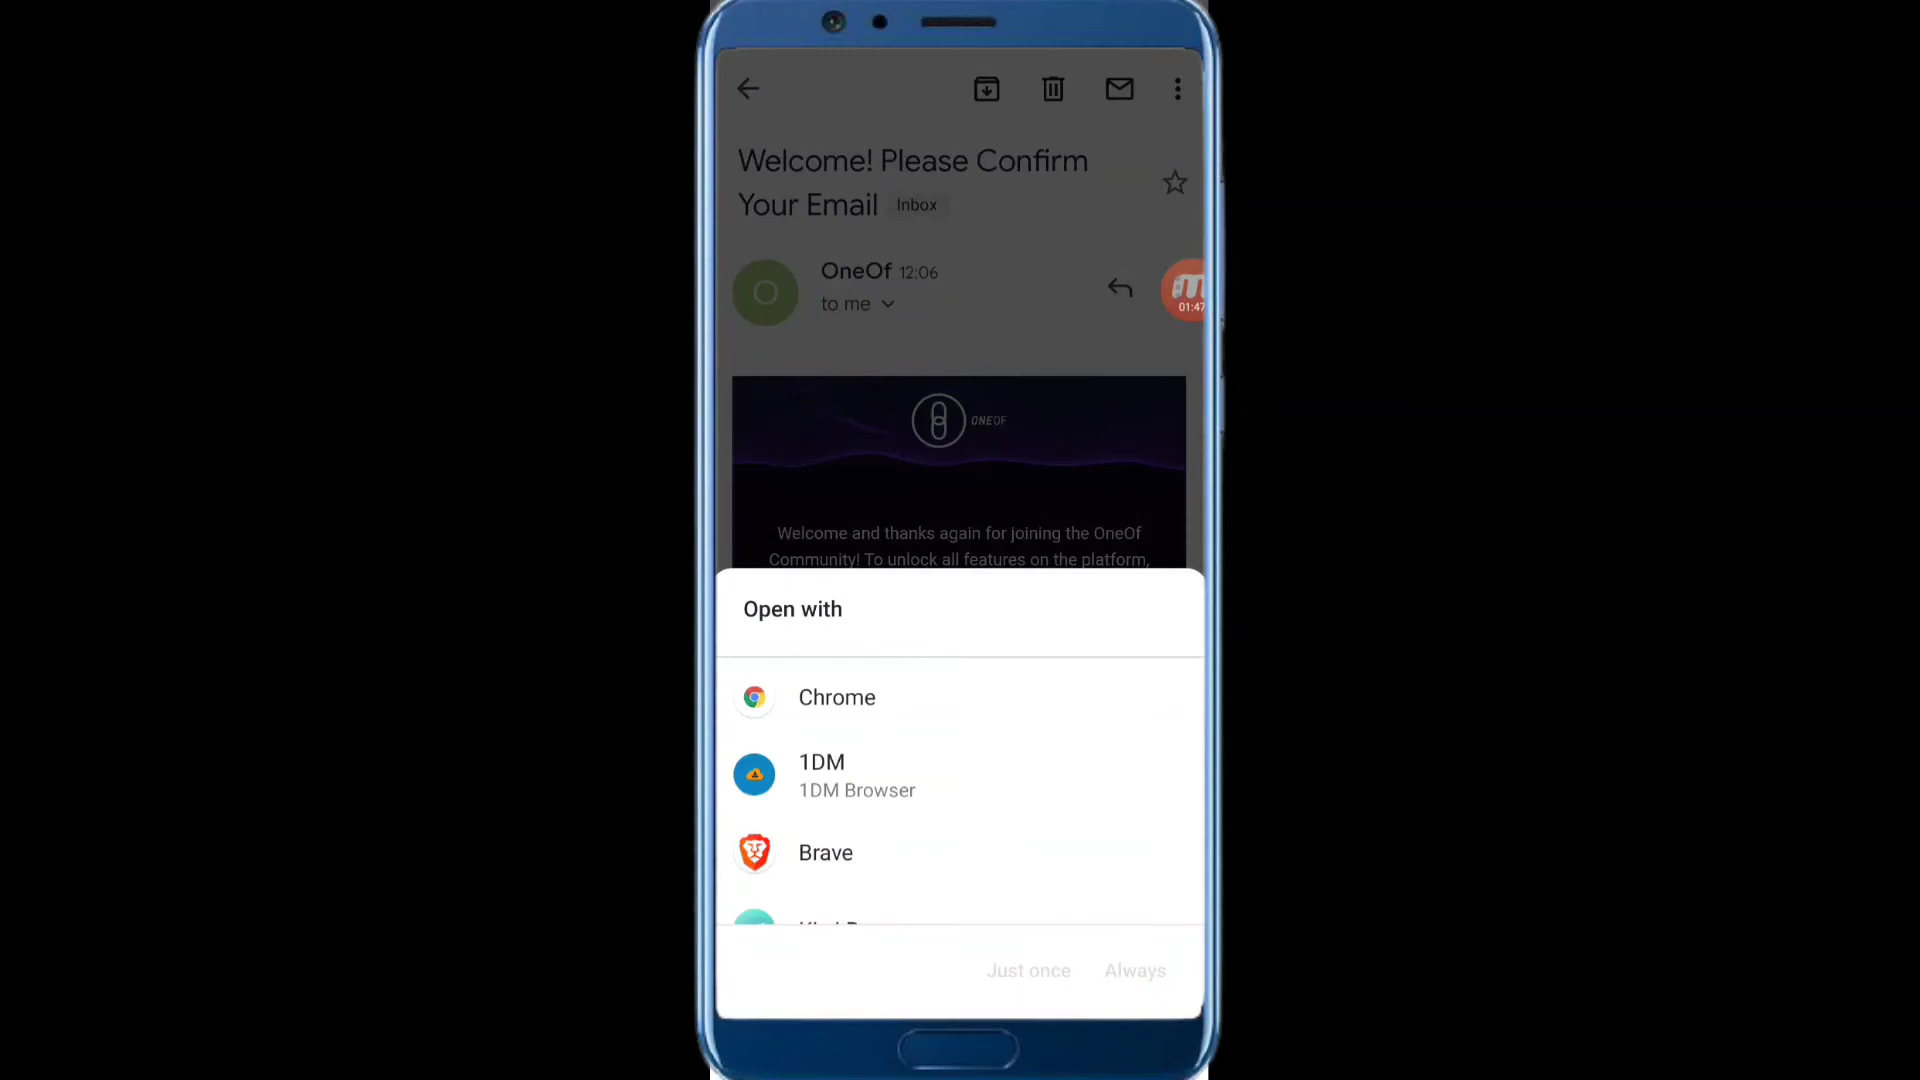 Welcome! Please Confirm
Your Email Inbox
OneOf 12:06
to me
O
01:47
ONEOF
Welcome and thanks again for joining the OneOf
Community! To unlock all features on the platform,
Open with
Chrome
1DM
1DM Browser
Brave
Just once Always